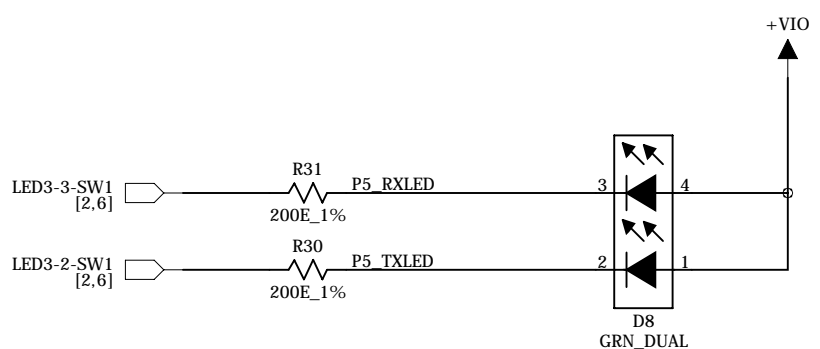 +VIO
LED3-3-SW1
[2,6]
R31
200E_1%
P5_RXLED
3
4
LED3-2-SW1
[2,6]
R30
200E_1%
P5_TXLED
2
1
D8
GRN_DUAL